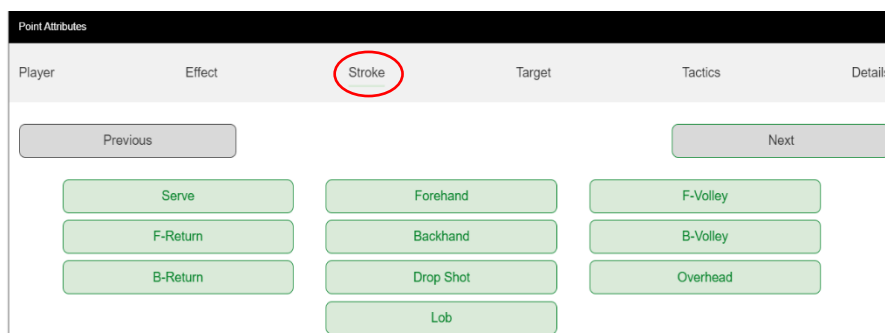 Point Attributes
Player Effect Stroke Target Tactics Details
Previous Next
Serve Forehand F-Volley
F-Return Backhand B-Volley
B-Return Drop Shot Overhead
Lob